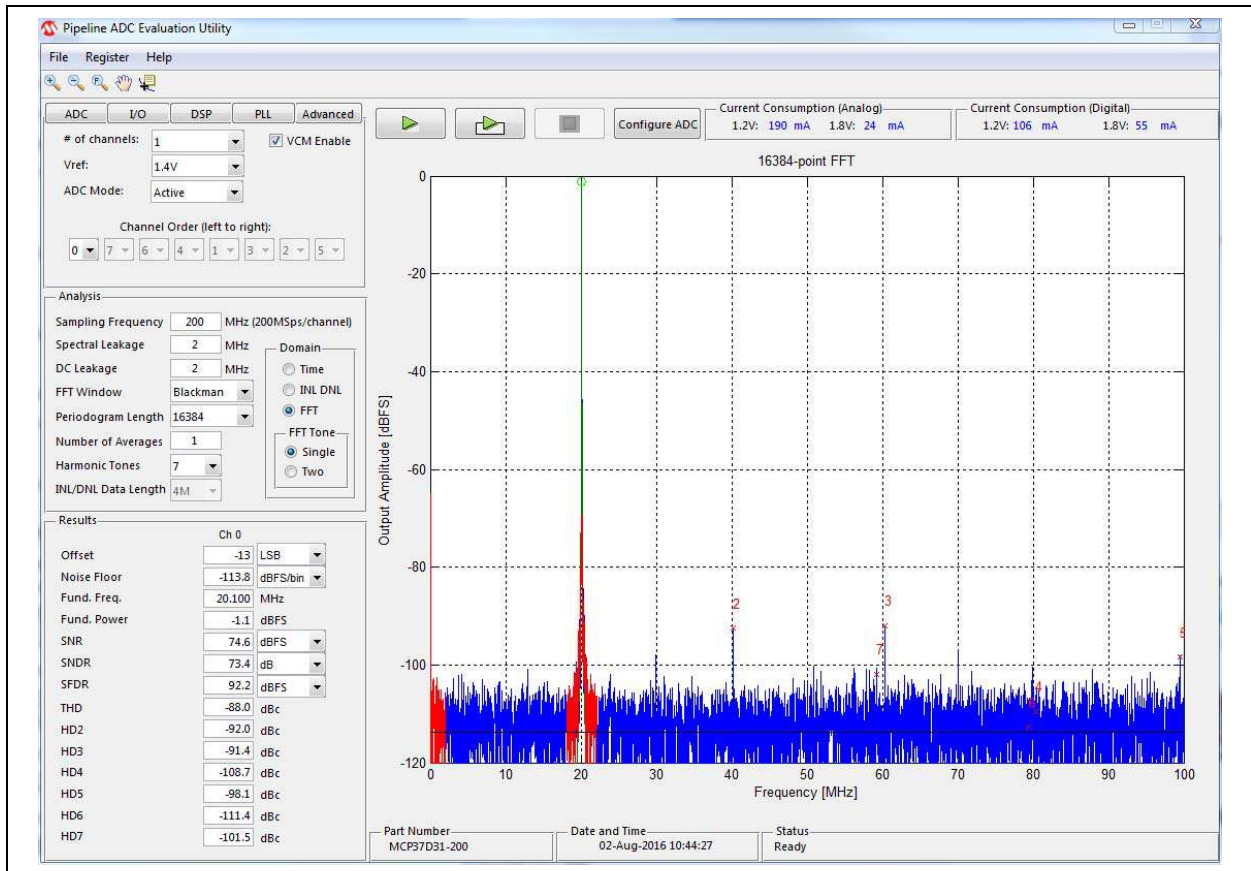 Pipeline ADC Evaluation Utility
File Register Help
ADC I/O DSP PLL Advanced
# of channels: 1 VCM Enable
Vref: 1.4V
ADC Mode: Active
Channel Order (left to right):
0 7 6 4 1 3 2 5
Configure ADC
Current Consumption (Analog)
1.2V: 190 mA 1.8V: 24 mA
Current Consumption (Digital)
1.2V: 106 mA 1.8V: 55 mA
Analysis
Sampling Frequency 200 MHz (200MSps/channel)
Spectral Leakage 2 MHz
DC Leakage 2 MHz
FFT Window Blackman
Periodogram Length 16384
Number of Averages 1
Harmonic Tones 7
INL/DNL Data Length 4M
Domain
Time
INL DNL
FFT
FFT Tone
Single
Two
Results
Ch 0
Offset -13 LSB
Noise Floor -113.8 dBFS/bin
Fund. Freq. 20.100 MHz
Fund. Power -1.1 dBFS
SNR 74.6 dBFS
SNDR 73.4 dB
SFDR 92.2 dBFS
THD -88.0 dBc
HD2 -92.0 dBc
HD3 -91.4 dBc
HD4 -108.7 dBc
HD5 -98.1 dBc
HD6 -111.4 dBc
HD7 -101.5 dBc
16384-point FFT
Output Amplitude [dBFS]
0
-20
-40
-60
-80
-100
-120
2
3
7
4
5
0 10 20 30 40 50 60 70 80 90 100
Frequency [MHz]
Part Number
MCP37D31-200
Date and Time
02-Aug-2016 10:44:27
Status
Ready